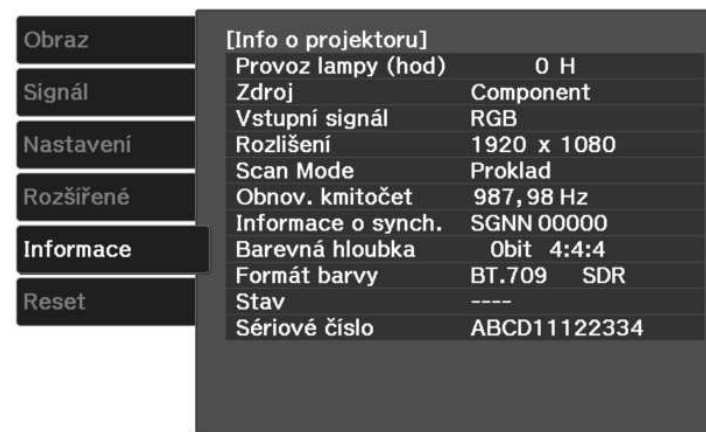 Obraz
Signál
Nastavení
Rozšířené
Informace
Reset
[Info o projektoru]
Provoz lampy (hod) 0 H
Zdroj Component
Vstupní signál RGB
Rozlišení 1920 x 1080
Scan Mode Proklad
Obnov. kmitočet 987,98 Hz
Informace o synch. SGNN 00000
Barevná hloubka 0bit 4:4:4
Formát barvy BT.709 SDR
Stav ----
Sériové číslo ABCD11122334